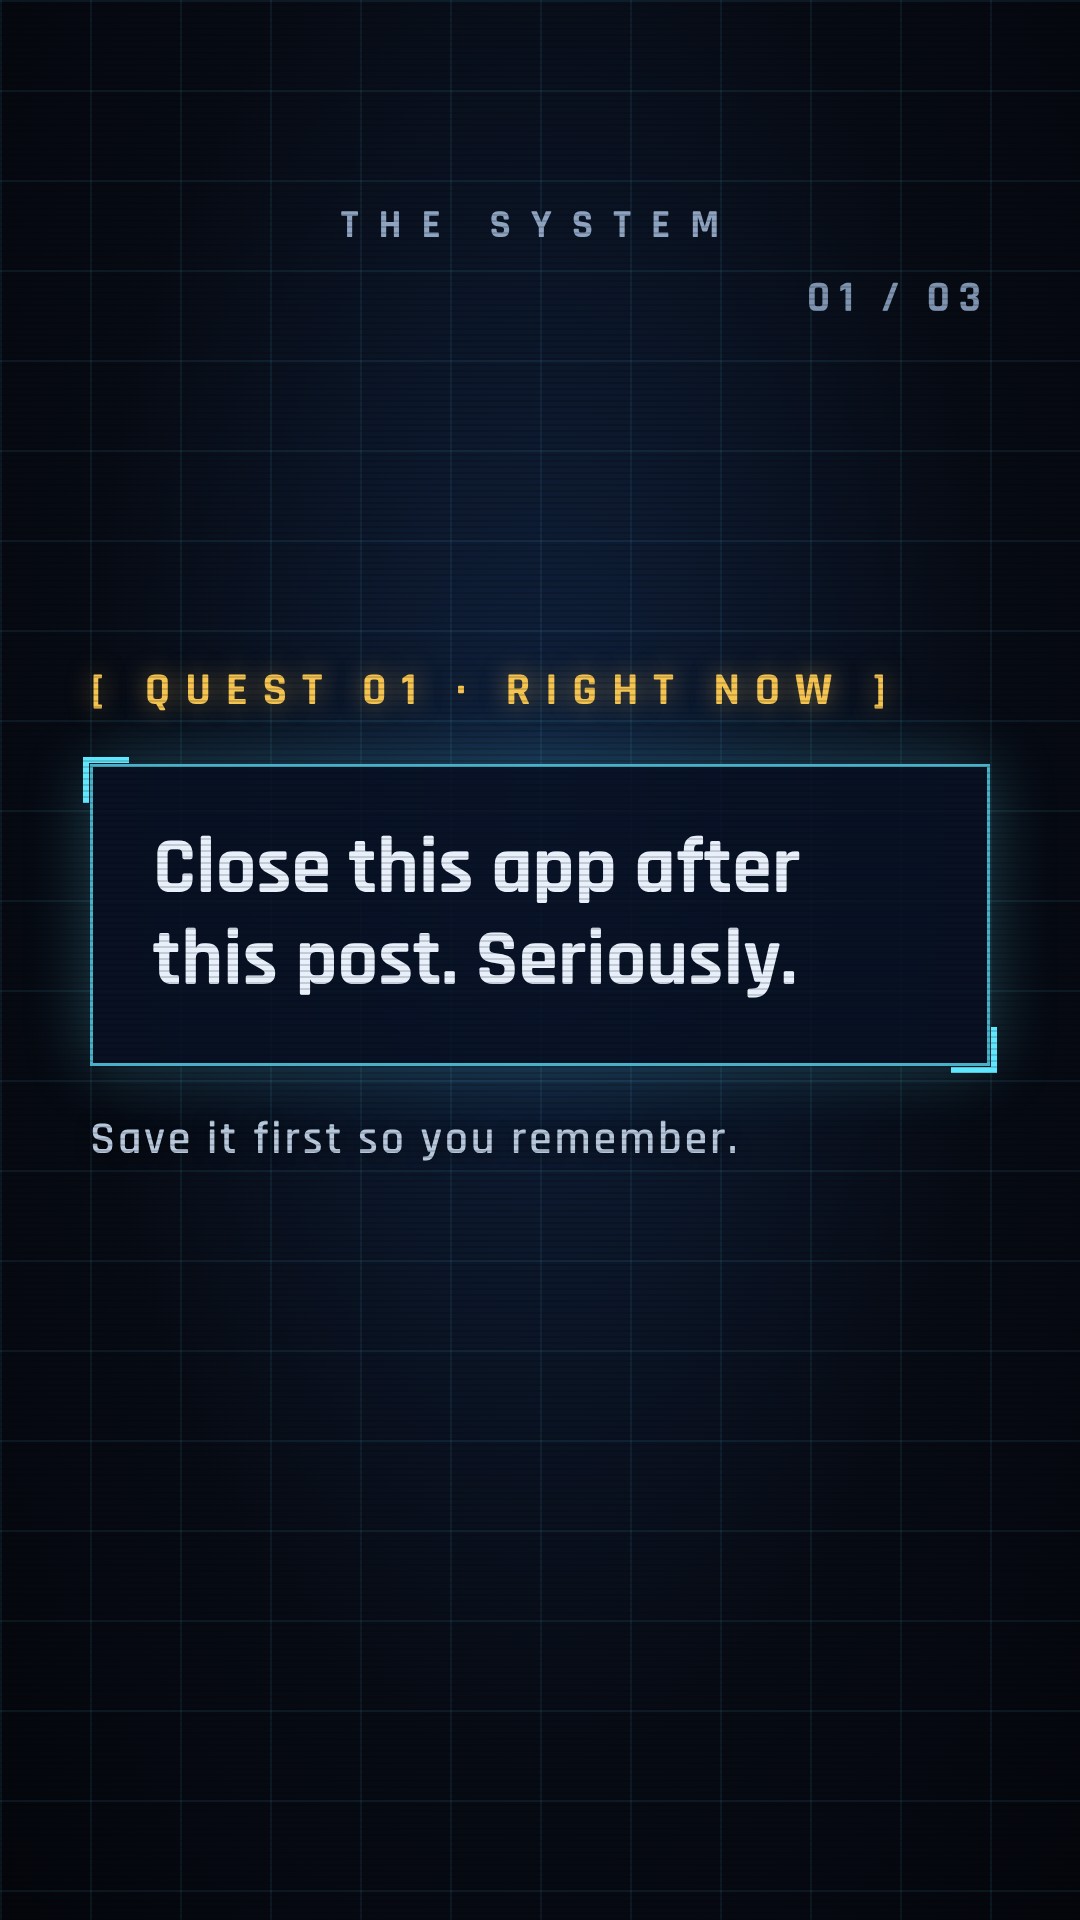 THE SYSTEM
01 / 03
[ QUEST 01 · RIGHT NOW ]
Close this app after
this post. Seriously.
Save it first so you remember.